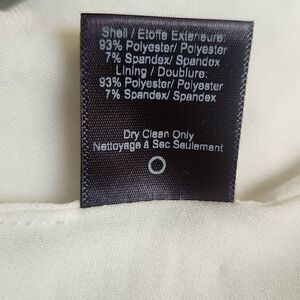 Shell / Etoffe Exterieure:
93% Polyester/ Polyester
7% Spandex/ Spandex
Lining / Doublure:
93% Polyester/ Polyester
7% Spandex/ Spandex
Dry Clean Only
Nettoyage à Sac Seulement